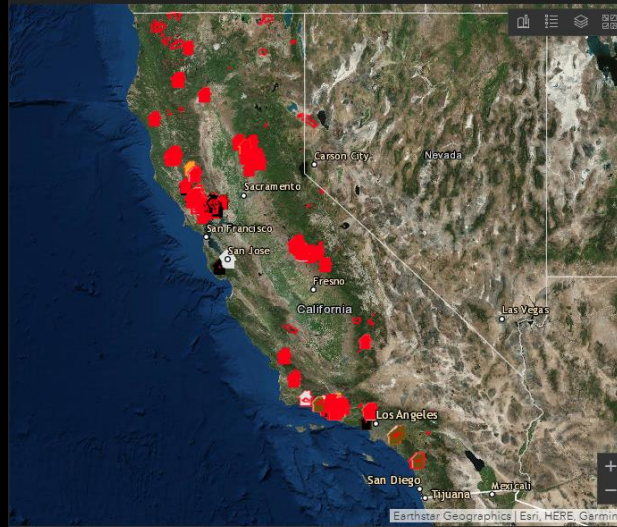 Carson City
Nevada
Sacramento
San Francisco
San Jose
Fresno
California
Las Vegas
Los Angeles
San Diego
Mexicali
Tijuana
Earthstar Geographics | Esri, HERE, Garmin